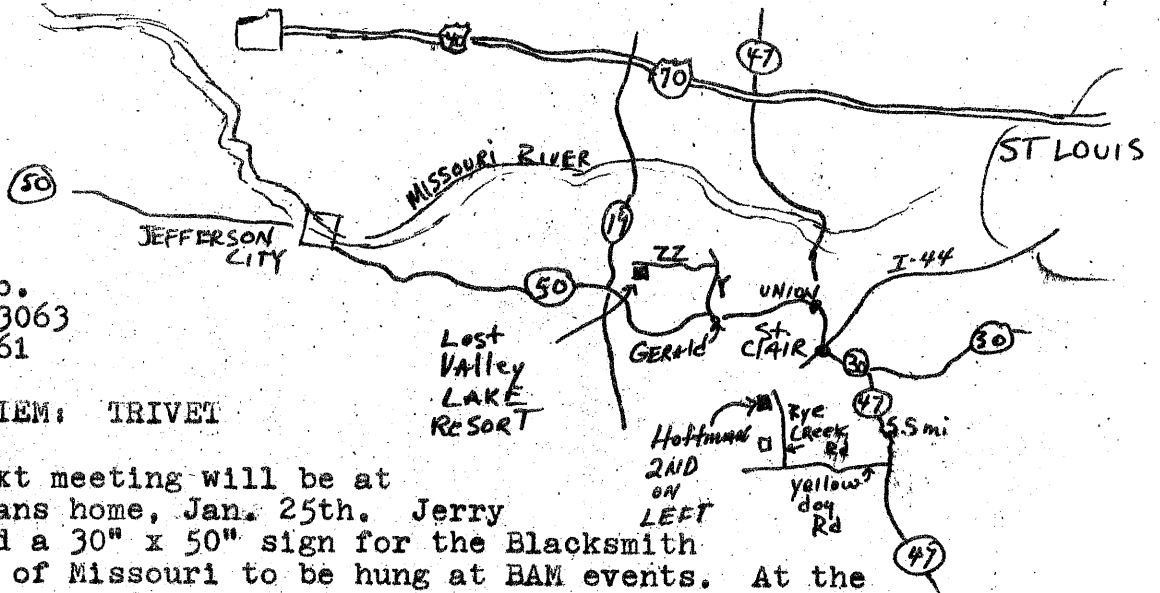 40
70
47
ST LOUIS
MISSOURI RIVER
50
JEFFERSON
CITY
19
ZZ
Y
I-44
50
UNION
Lost
Valley
LAKE
RESORT
GERAld
St.
CLAIR
30
30
47
5.5mi
Hoffman
2ND
ON
LEFT
Bye
CREEK
Rd
yellow
dog
Rd
3063
61
IEM: TRIVET
xt meeting will be at
ans home, Jan. 25th. Jerry
d a 30" x 50" sign for the Blacksmith
of Missouri to be hung at BAM events. At the